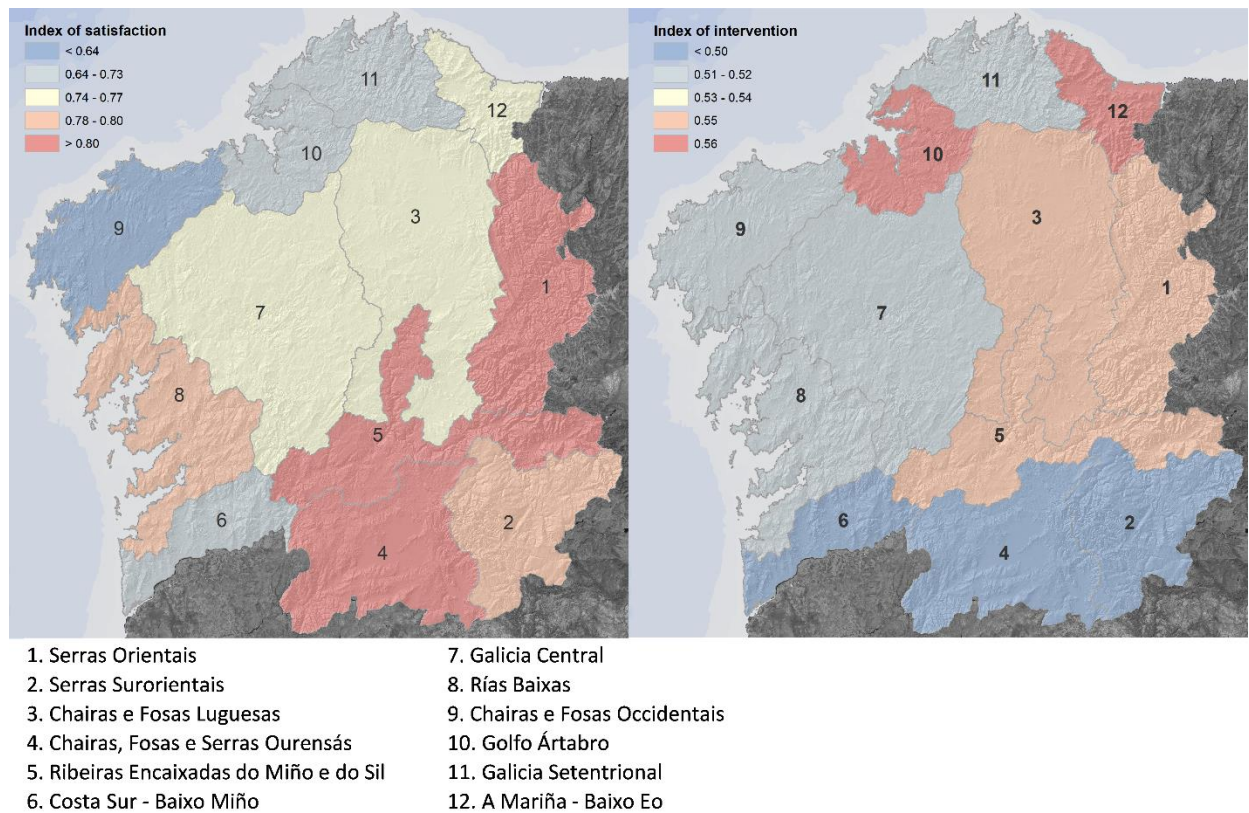 Index of satisfaction
< 0.64
0.64 - 0.73
0.74 - 0.77
0.78 - 0.80
> 0.80
11
12
10
9
3
1
7
8
5
6
2
4
Index of intervention
< 0.50
0.51 - 0.52
0.53 - 0.54
0.55
0.56
11
12
10
3
9
1
7
8
5
6
2
4
1. Serras Orientais
2. Serras Surorientais
3. Chairas e Fosas Luguesas
4. Chairas, Fosas e Serras Ourensás
5. Ribeiras Encaixadas do Miño e do Sil
6. Costa Sur - Baixo Miño
7. Galicia Central
8. Rías Baixas
9. Chairas e Fosas Occidentais
10. Golfo Ártabro
11. Galicia Setentrional
12. A Mariña - Baixo Eo